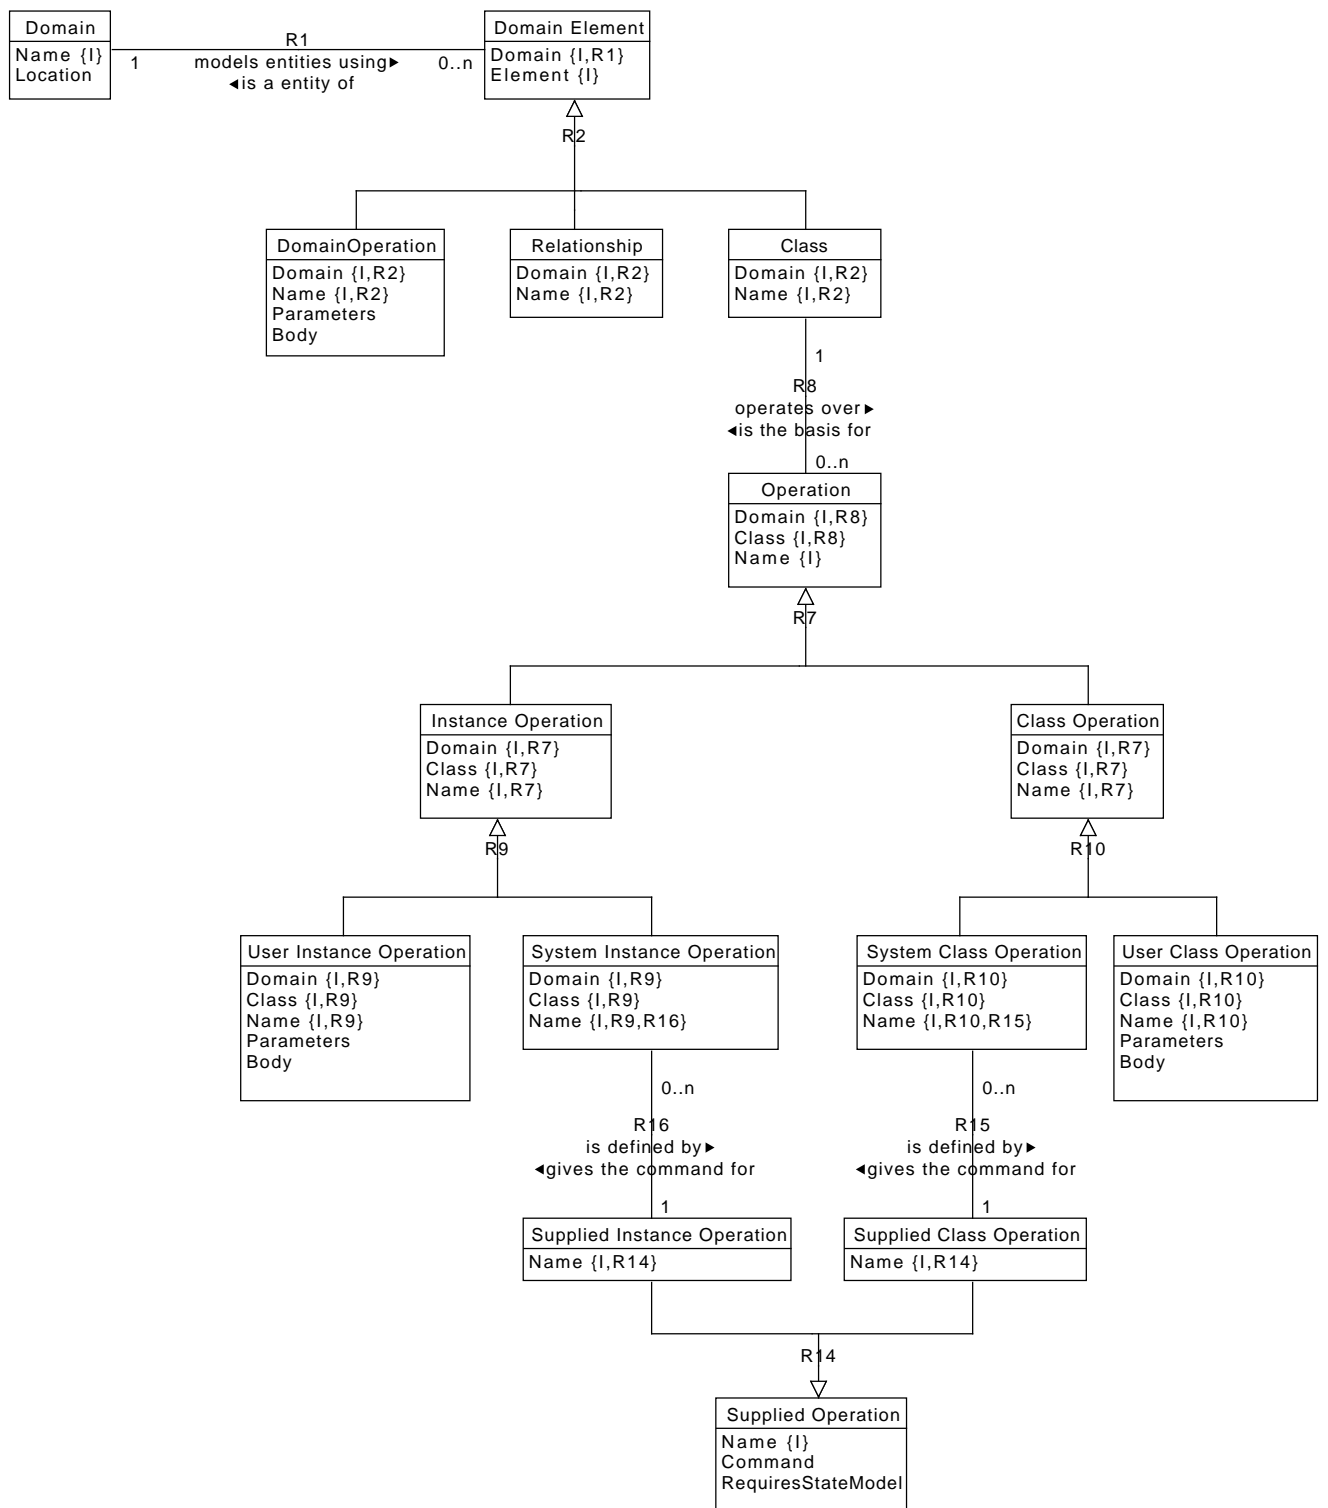 Domain
Name {I}
Location
R1
1
models entities using▶
0..n
◀is a entity of
Domain Element
Domain {I,R1}
Element {I}
R2
DomainOperation
Domain {I,R2}
Name {I,R2}
Parameters
Body
Relationship
Domain {I,R2}
Name {I,R2}
Class
Domain {I,R2}
Name {I,R2}
1
R8
operates over▶
◀is the basis for
0..n
Operation
Domain {I,R8}
Class {I,R8}
Name {I}
R7
Instance Operation
Domain {I,R7}
Class {I,R7}
Name {I,R7}
Class Operation
Domain {I,R7}
Class {I,R7}
Name {I,R7}
R9
R10
User Instance Operation
Domain {I,R9}
Class {I,R9}
Name {I,R9}
Parameters
Body
System Instance Operation
Domain {I,R9}
Class {I,R9}
Name {I,R9,R16}
System Class Operation
Domain {I,R10}
Class {I,R10}
Name {I,R10,R15}
User Class Operation
Domain {I,R10}
Class {I,R10}
Name {I,R10}
Parameters
Body
0..n
R16
is defined by▶
◀gives the command for
1
0..n
R15
is defined by▶
◀gives the command for
1
Supplied Instance Operation
Name {I,R14}
Supplied Class Operation
Name {I,R14}
R14
Supplied Operation
Name {I}
Command
RequiresStateModel